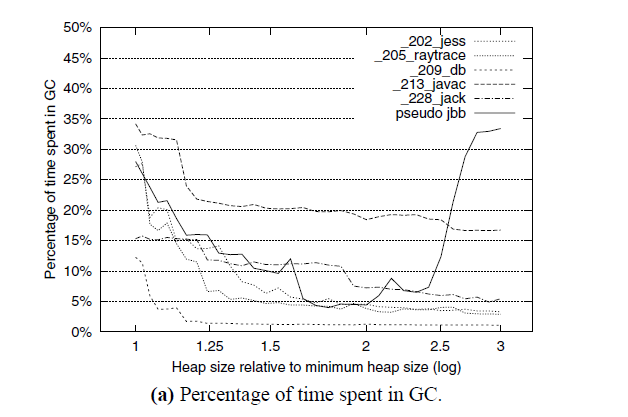 50%
45%
40%
35%
30%
25%
20%
15%
10%
5%
0%
Percentage of time spent in GC
_202_jess
_205_raytrace
_209_db
_213_javac
_228_jack
pseudo jbb
1 1.25 1.5 2 2.5 3
Heap size relative to minimum heap size (log)
(a) Percentage of time spent in GC.